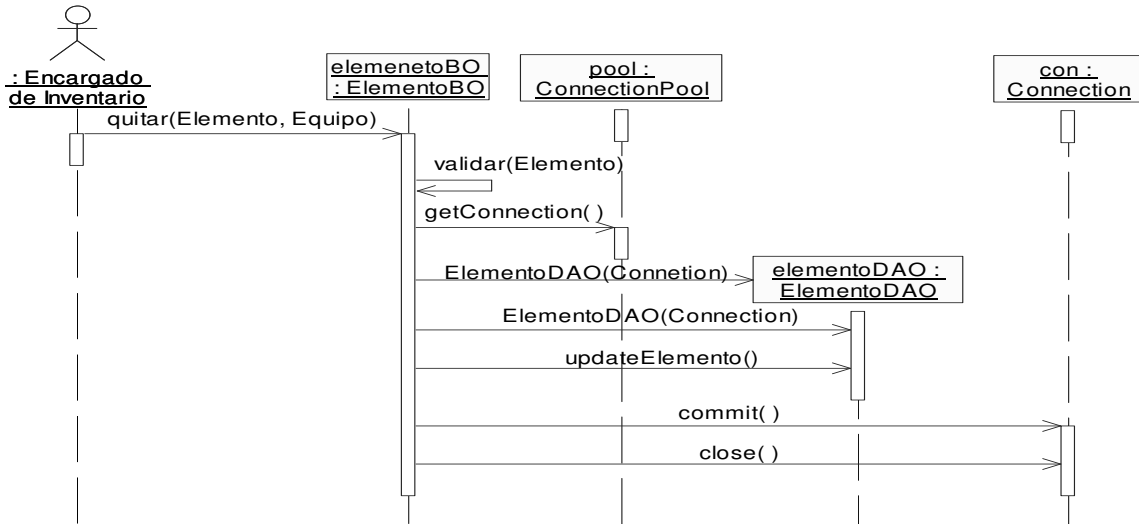 : Encargado
de Inventario
elemenetoBO
: ElementoBO
pool :
ConnectionPool
con :
Connection
quitar(Elemento, Equipo)
validar(Elemento)
getConnection( )
ElementoDAO(Connetion)
elementoDAO :
ElementoDAO
ElementoDAO(Connection)
updateElemento()
commit( )
close( )